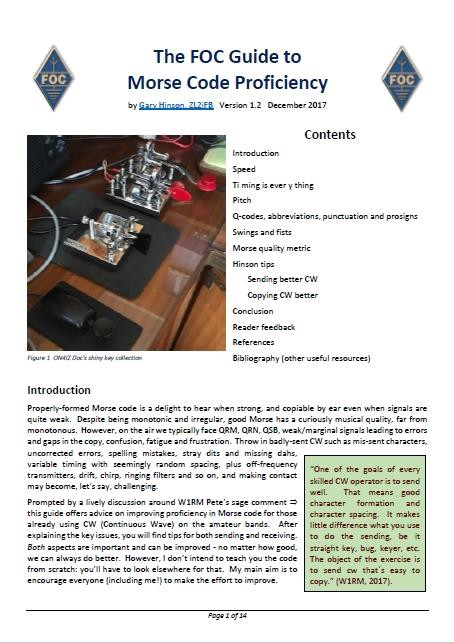 FOC
The FOC Guide to
Morse Code Proficiency
by Gary Hinson, ZL2iFB Version 1.2 December 2017
FOC
Contents
Introduction
Speed
Ti ming is ever y thing
Pitch
Q-codes, abbreviations, punctuation and prosigns
Swings and fists
Morse quality metric
Hinson tips
Sending better CW
Copying CW better
Conclusion
Reader feedback
References
Bibliography (other useful resources)
Figure 1 ON4IZ Doc's shiny key collection
Introduction
Properly-formed Morse code is a delight to hear when strong, and copiable by ear even when signals are
quite weak. Despite being monotonic and irregular, good Morse has a curiously musical quality, far from
monotonous. However, on the air we typically face QRM, QRN, QSB, weak/marginal signals leading to errors
and gaps in the copy, confusion, fatigue and frustration. Throw in badly-sent CW such as mis-sent characters,
uncorrected errors, spelling mistakes, stray dits and missing dahs,
variable timing with seemingly random spacing, plus off-frequency
transmitters, drift, chirp, ringing filters and so on, and making contact
may become, let's say, challenging.
Prompted by a lively discussion around W1RM Pete's sage comment ⇒
this guide offers advice on improving proficiency in Morse code for those
already using CW (Continuous Wave) on the amateur bands. After
explaining the key issues, you will find tips for both sending and receiving.
Both aspects are important and can be improved - no matter how good,
we can always do better. However, I don't intend to teach you the code
from scratch: you'll have to look elsewhere for that. My main aim is to
encourage everyone (including me!) to make the effort to improve.
"One of the goals of every
skilled CW operator is to send
well. That means good
character formation and
character spacing. It makes
little difference what you use
to do the sending, be it
straight key, bug, keyer, etc.
The object of the exercise is
to send cw that's easy to
copy." (W1RM, 2017).
Page 1 of 14